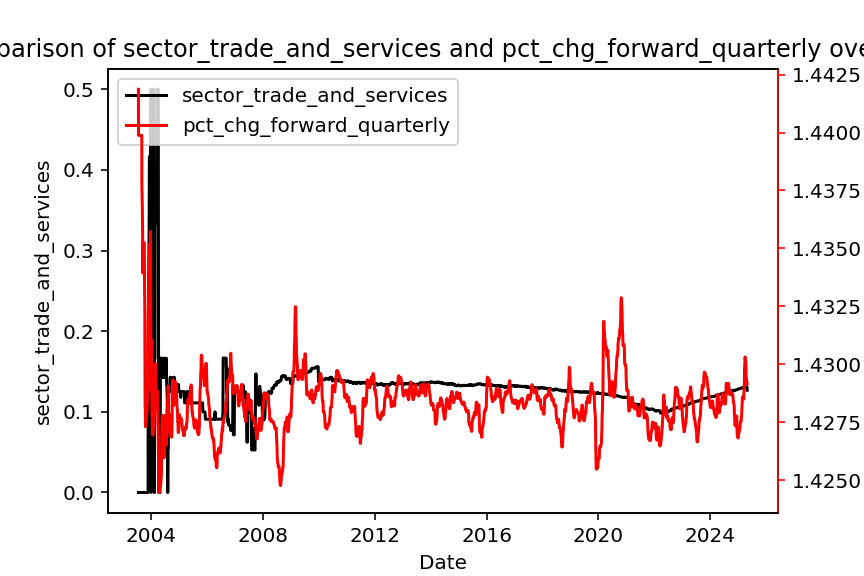 parison of sector_trade_and_services and pct_chg_forward_quarterly ove
sector_trade_and_services
pct_chg_forward_quarterly
sector_trade_and_services
0.5
0.4
0.3
0.2
0.1
0.0
1.4425
1.4400
1.4375
1.4350
1.4325
1.4300
1.4275
1.4250
2004 2008 2012 2016 2020 2024
Date